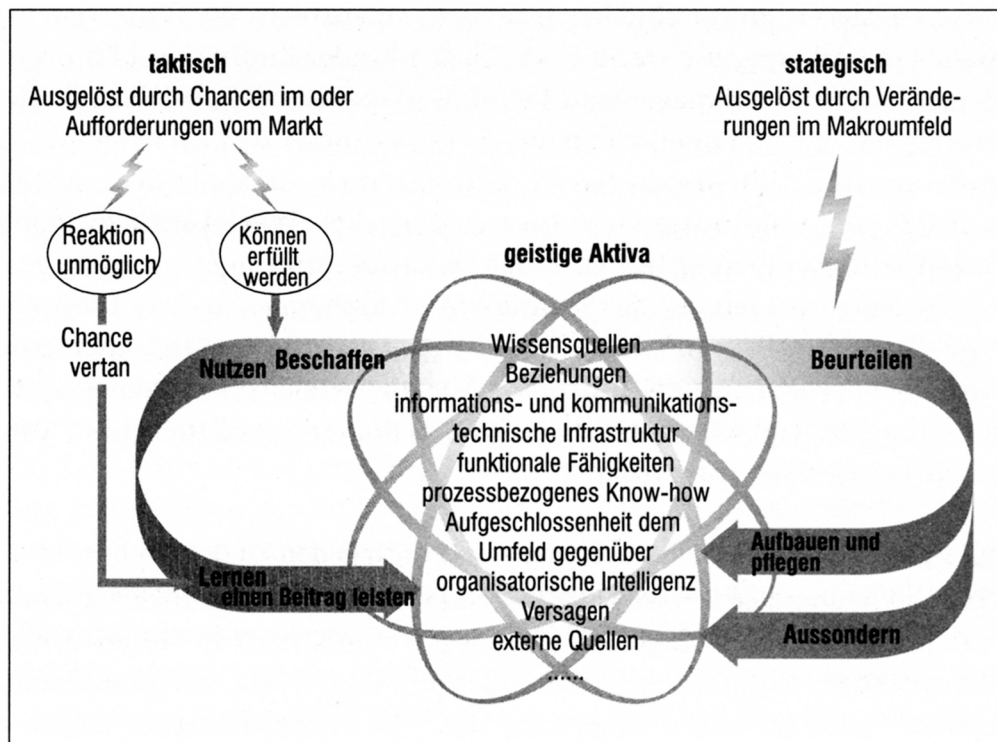 taktisch
Ausgelöst durch Chancen im oder
Aufforderungen vom Markt
stategisch
Ausgelöst durch Verände-
rungen im Makroumfeld
Reaktion
unmöglich
Können
erfüllt
werden
Chance
vertan
geistige Aktiva
Nutzen
Beschaffen
Beurteilen
Wissensquellen
Beziehungen
informations- und kommunikations-
technische Infrastruktur
funktionale Fähigkeiten
prozessbezogenes Know-how
Aufgeschlossenheit dem
Umfeld gegenüber
organisatorische Intelligenz
Versagen
externe Quellen
......
Lernen
einen Beitrag leisten
Aufbauen und
pflegen
Aussondern